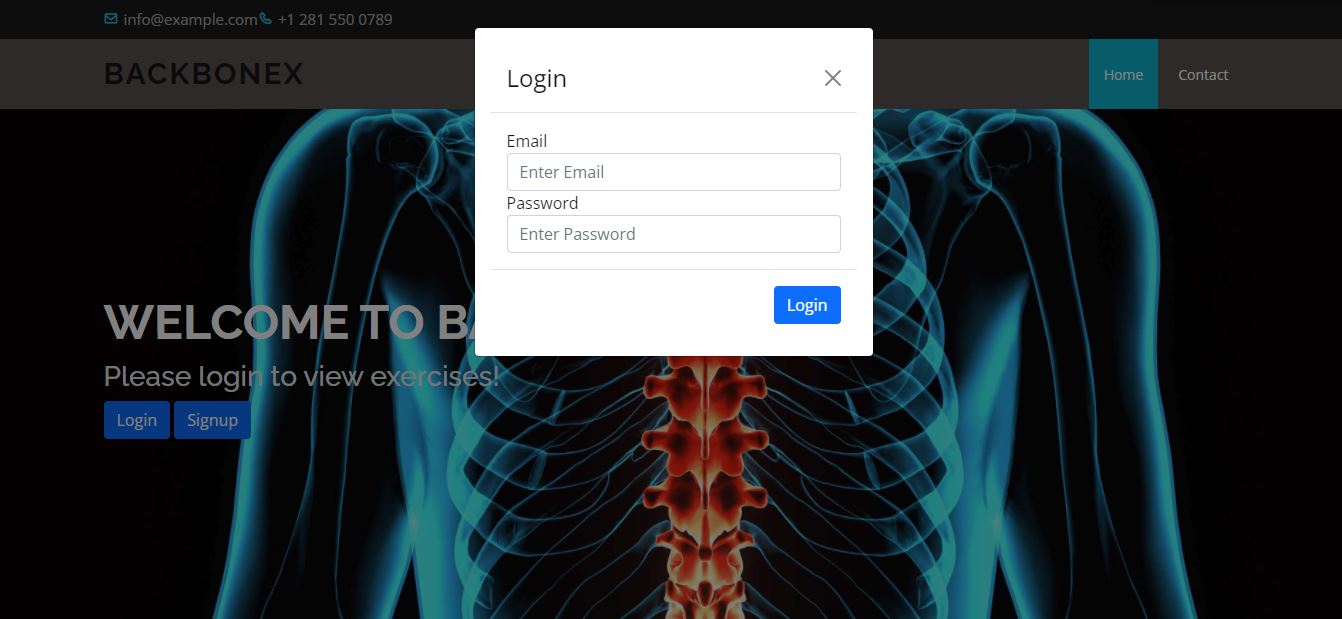 info@example.com +1 281 550 0789
BACKBONEX
Home Contact
Login
Email
Enter Email
Password
Enter Password
Login
WELCOME TO
Please login to view exercises!
Login Signup